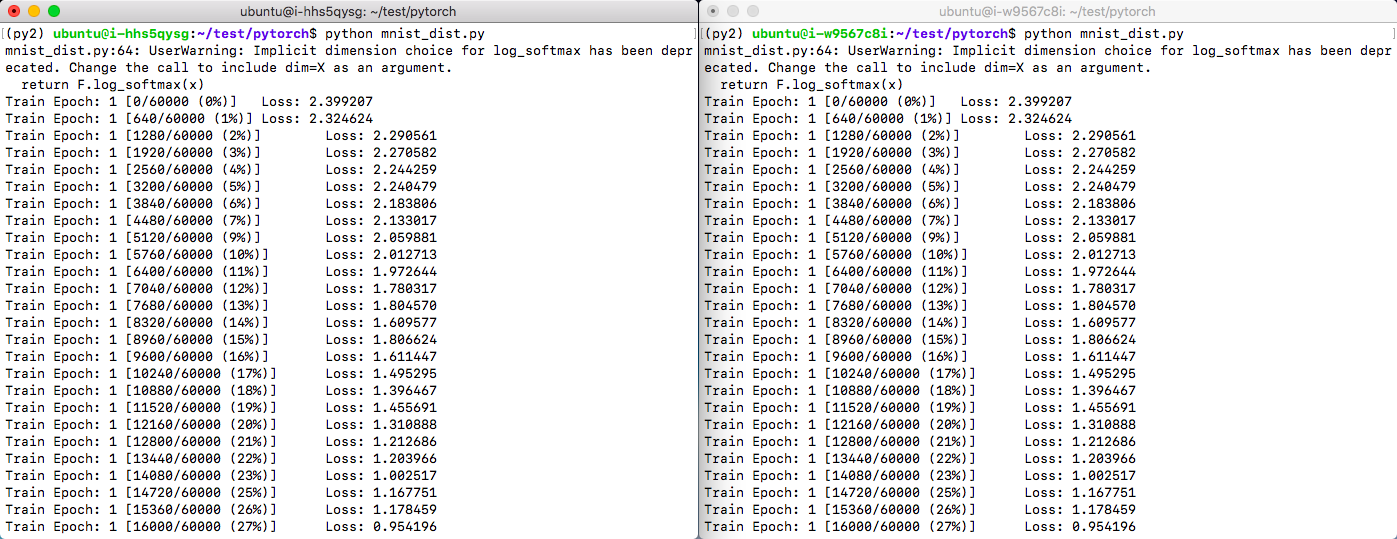 ubuntu@i-hhs5qysg: ~/test/pytorch
[(py2) ubuntu@i-hhs5qysg:~/test/pytorch$ python mnist_dist.py ]
mnist_dist.py:64: UserWarning: Implicit dimension choice for log_softmax has been depr
ecated. Change the call to include dim=X as an argument.
  return F.log_softmax(x)
Train Epoch: 1 [0/60000 (0%)]	Loss: 2.399207
Train Epoch: 1 [640/60000 (1%)]	Loss: 2.324624
Train Epoch: 1 [1280/60000 (2%)]	Loss: 2.290561
Train Epoch: 1 [1920/60000 (3%)]	Loss: 2.270582
Train Epoch: 1 [2560/60000 (4%)]	Loss: 2.244259
Train Epoch: 1 [3200/60000 (5%)]	Loss: 2.240479
Train Epoch: 1 [3840/60000 (6%)]	Loss: 2.183806
Train Epoch: 1 [4480/60000 (7%)]	Loss: 2.133017
Train Epoch: 1 [5120/60000 (9%)]	Loss: 2.059881
Train Epoch: 1 [5760/60000 (10%)]	Loss: 2.012713
Train Epoch: 1 [6400/60000 (11%)]	Loss: 1.972644
Train Epoch: 1 [7040/60000 (12%)]	Loss: 1.780317
Train Epoch: 1 [7680/60000 (13%)]	Loss: 1.804570
Train Epoch: 1 [8320/60000 (14%)]	Loss: 1.609577
Train Epoch: 1 [8960/60000 (15%)]	Loss: 1.806624
Train Epoch: 1 [9600/60000 (16%)]	Loss: 1.611447
Train Epoch: 1 [10240/60000 (17%)]	Loss: 1.495295
Train Epoch: 1 [10880/60000 (18%)]	Loss: 1.396467
Train Epoch: 1 [11520/60000 (19%)]	Loss: 1.455691
Train Epoch: 1 [12160/60000 (20%)]	Loss: 1.310888
Train Epoch: 1 [12800/60000 (21%)]	Loss: 1.212686
Train Epoch: 1 [13440/60000 (22%)]	Loss: 1.203966
Train Epoch: 1 [14080/60000 (23%)]	Loss: 1.002517
Train Epoch: 1 [14720/60000 (25%)]	Loss: 1.167751
Train Epoch: 1 [15360/60000 (26%)]	Loss: 1.178459
Train Epoch: 1 [16000/60000 (27%)]	Loss: 0.954196
ubuntu@i-w9567c8i: ~/test/pytorch
[(py2) ubuntu@i-w9567c8i:~/test/pytorch$ python mnist_dist.py ]
mnist_dist.py:64: UserWarning: Implicit dimension choice for log_softmax has been depr
ecated. Change the call to include dim=X as an argument.
  return F.log_softmax(x)
Train Epoch: 1 [0/60000 (0%)]	Loss: 2.399207
Train Epoch: 1 [640/60000 (1%)]	Loss: 2.324624
Train Epoch: 1 [1280/60000 (2%)]	Loss: 2.290561
Train Epoch: 1 [1920/60000 (3%)]	Loss: 2.270582
Train Epoch: 1 [2560/60000 (4%)]	Loss: 2.244259
Train Epoch: 1 [3200/60000 (5%)]	Loss: 2.240479
Train Epoch: 1 [3840/60000 (6%)]	Loss: 2.183806
Train Epoch: 1 [4480/60000 (7%)]	Loss: 2.133017
Train Epoch: 1 [5120/60000 (9%)]	Loss: 2.059881
Train Epoch: 1 [5760/60000 (10%)]	Loss: 2.012713
Train Epoch: 1 [6400/60000 (11%)]	Loss: 1.972644
Train Epoch: 1 [7040/60000 (12%)]	Loss: 1.780317
Train Epoch: 1 [7680/60000 (13%)]	Loss: 1.804570
Train Epoch: 1 [8320/60000 (14%)]	Loss: 1.609577
Train Epoch: 1 [8960/60000 (15%)]	Loss: 1.806624
Train Epoch: 1 [9600/60000 (16%)]	Loss: 1.611447
Train Epoch: 1 [10240/60000 (17%)]	Loss: 1.495295
Train Epoch: 1 [10880/60000 (18%)]	Loss: 1.396467
Train Epoch: 1 [11520/60000 (19%)]	Loss: 1.455691
Train Epoch: 1 [12160/60000 (20%)]	Loss: 1.310888
Train Epoch: 1 [12800/60000 (21%)]	Loss: 1.212686
Train Epoch: 1 [13440/60000 (22%)]	Loss: 1.203966
Train Epoch: 1 [14080/60000 (23%)]	Loss: 1.002517
Train Epoch: 1 [14720/60000 (25%)]	Loss: 1.167751
Train Epoch: 1 [15360/60000 (26%)]	Loss: 1.178459
Train Epoch: 1 [16000/60000 (27%)]	Loss: 0.954196